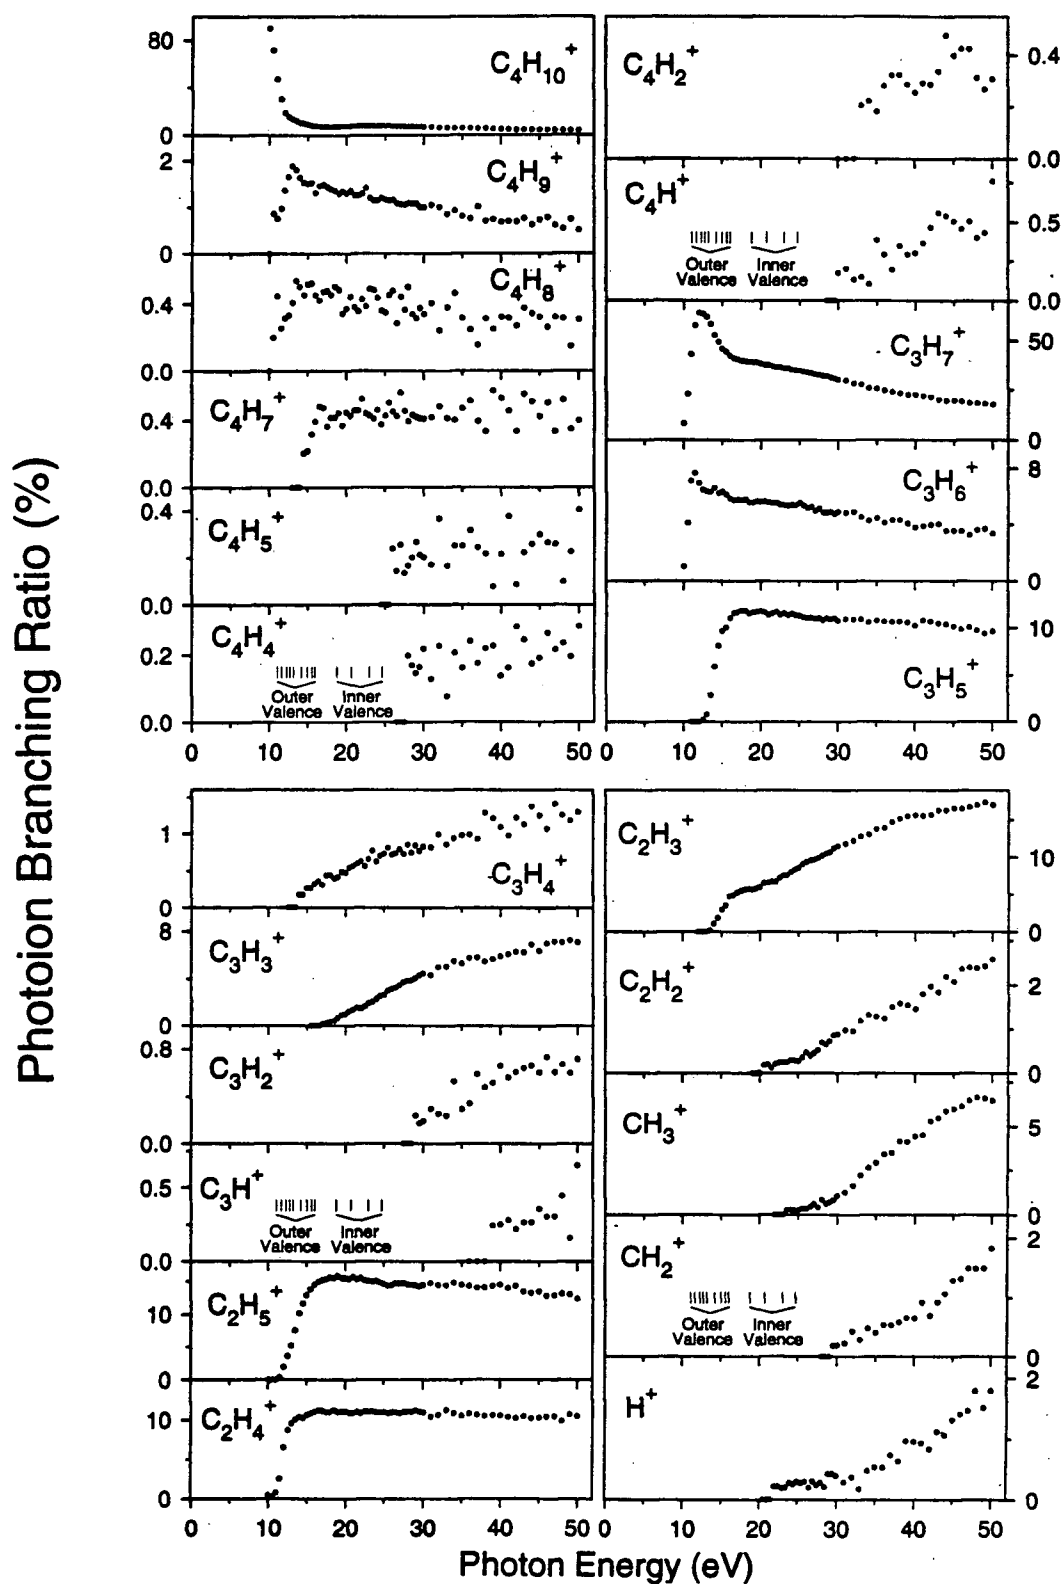 Photoion Branching Ratio (%)
80
0
C4H10+
2
0
C4H9+
0.4
0.0
C4H8+
0.4
0.0
C4H7+
0.4
0.0
C4H5+
0.2
0.0
C4H4+
Outer Valence
Inner Valence
0 10 20 30 40 50
0.4
0.0
C4H2+
0.5
0.0
C4H+
Outer Valence
Inner Valence
50
0
C3H7+
8
0
C3H6+
10
0
C3H5+
0 10 20 30 40 50
1
0
C3H4+
8
0
C3H3+
0.8
0.0
C3H2+
0.5
0.0
C3H+
Outer Valence
Inner Valence
10
0
C2H5+
10
0
C2H4+
0 10 20 30 40 50
10
0
C2H3+
2
0
C2H2+
5
0
CH3+
2
0
CH2+
Outer Valence
Inner Valence
2
0
H+
0 10 20 30 40 50
Photon Energy (eV)